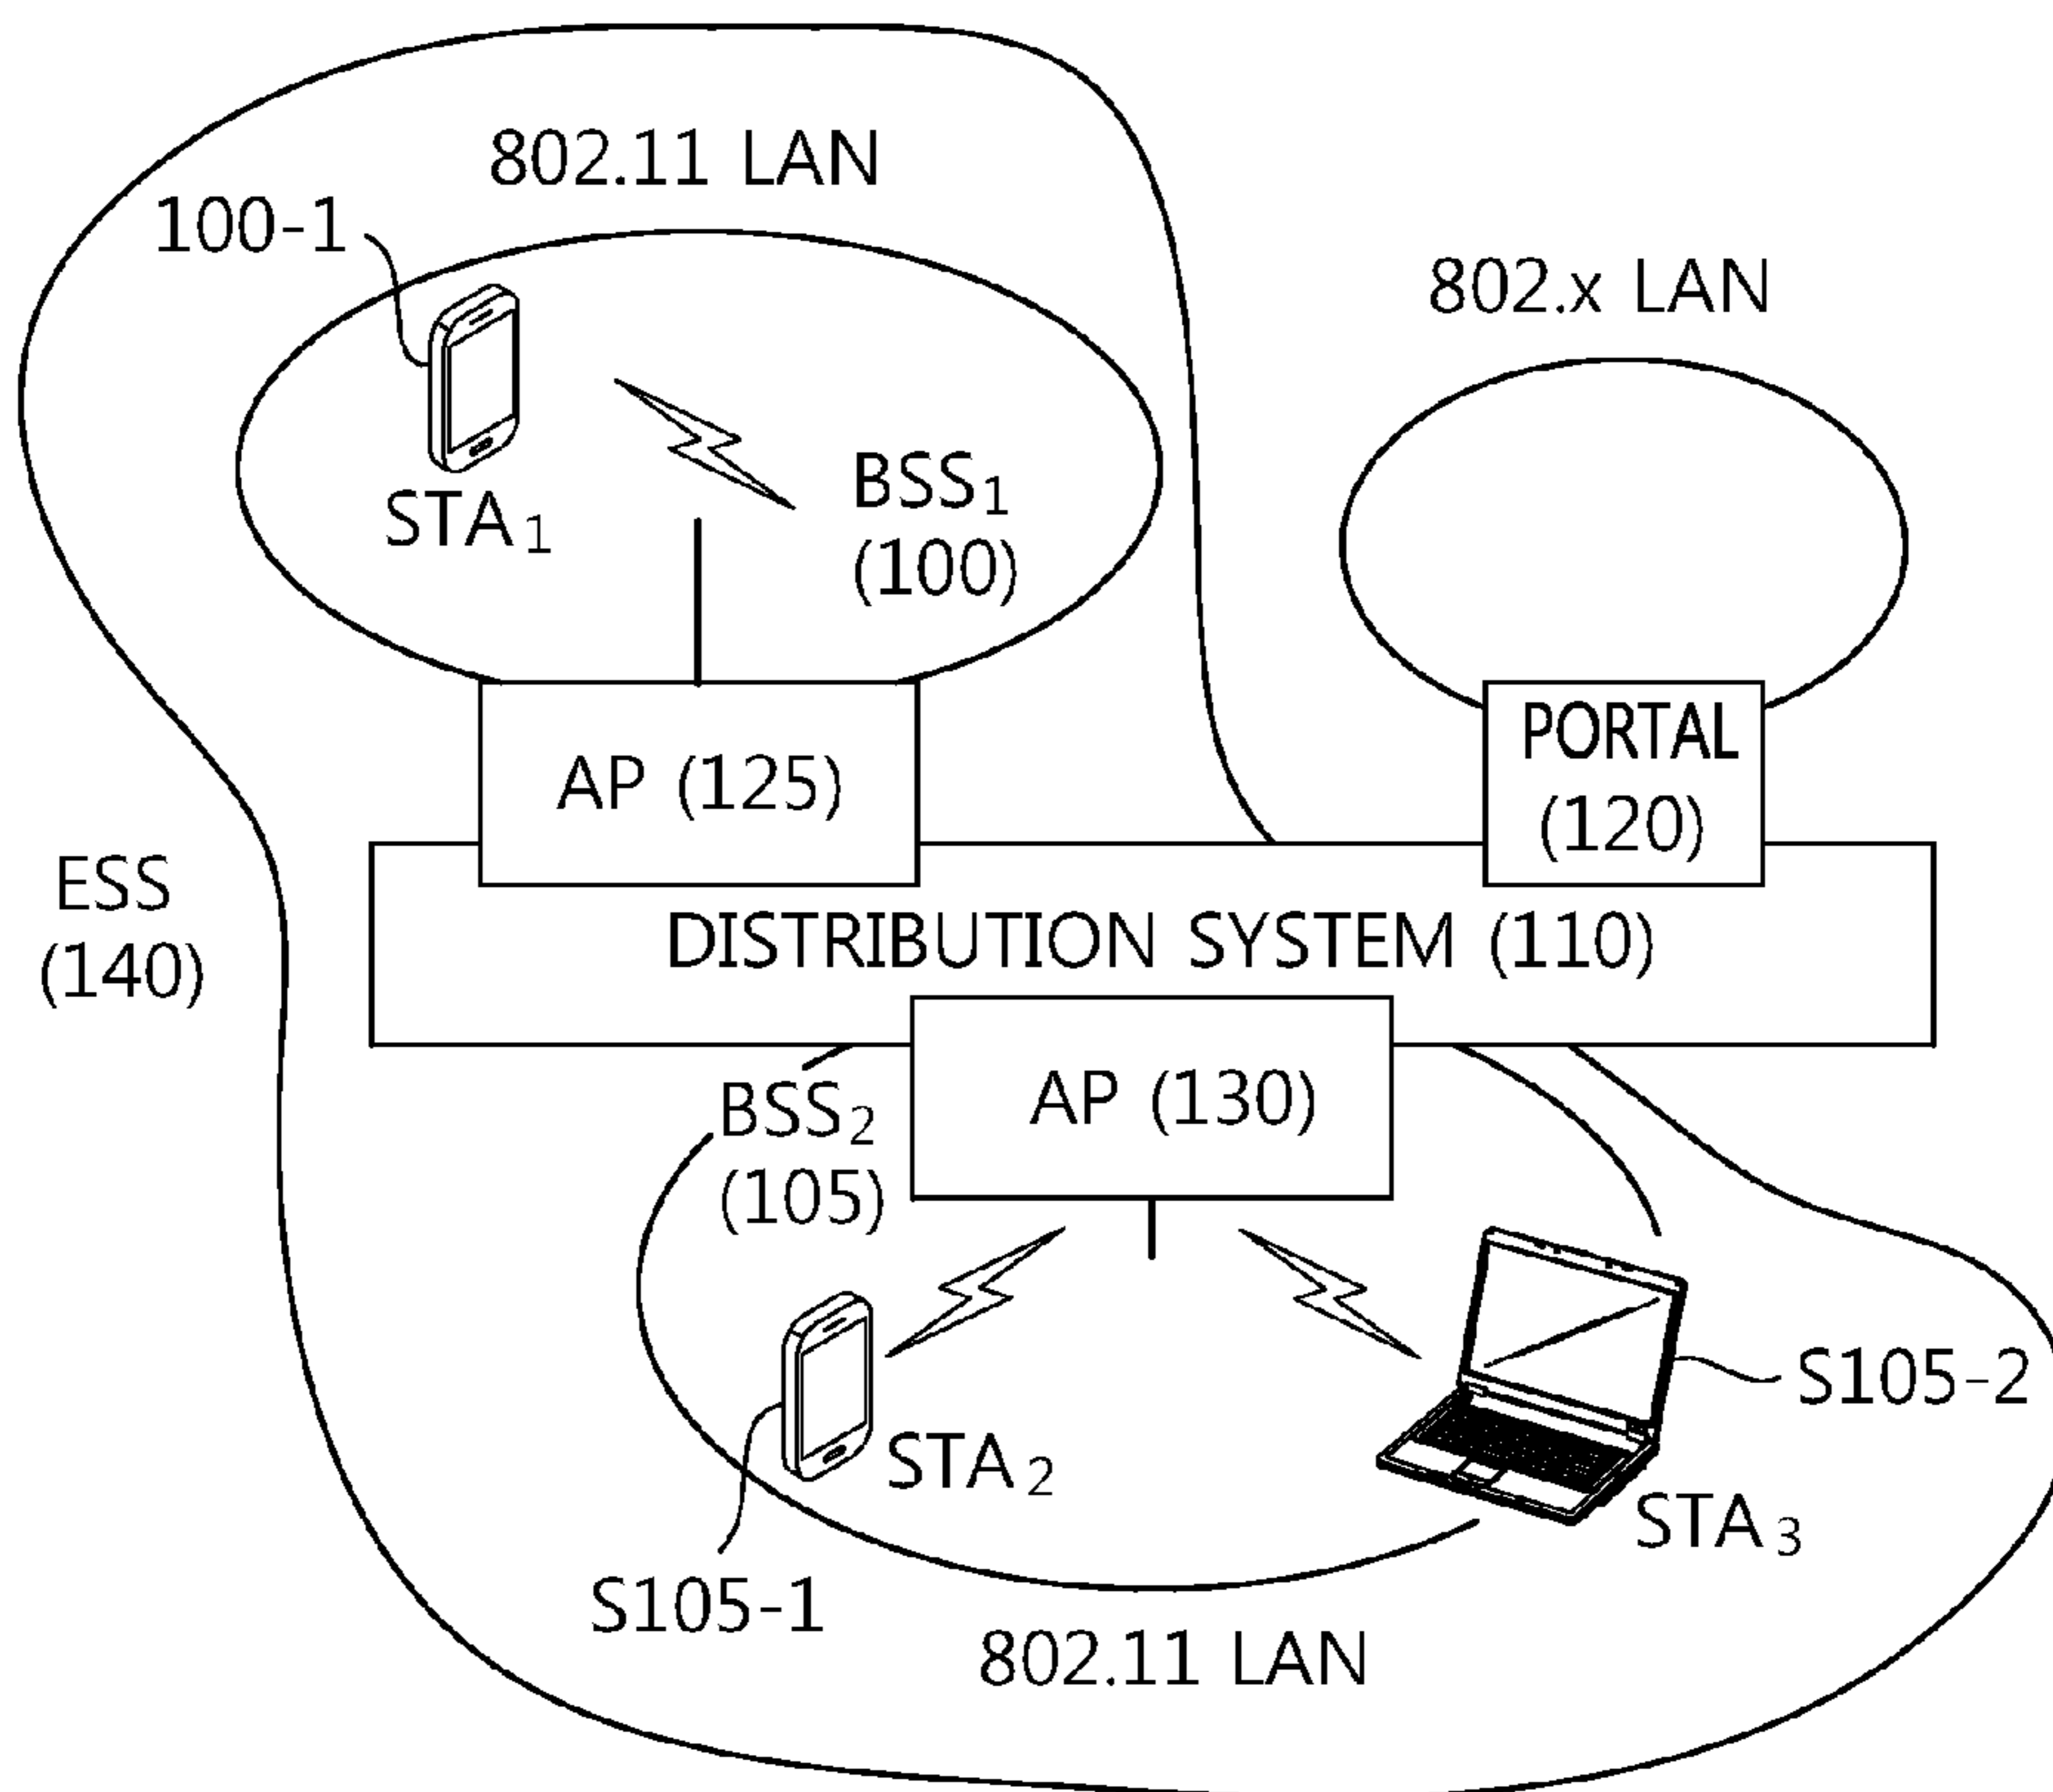 802.11 LAN
100-1
802.x LAN
STA1
BSS1
(100)
PORTAL
(120)
AP (125)
ESS
(140)
DISTRIBUTION SYSTEM (110)
BSS2
(105)
AP (130)
S105-2
STA2
STA3
S105-1
802.11 LAN